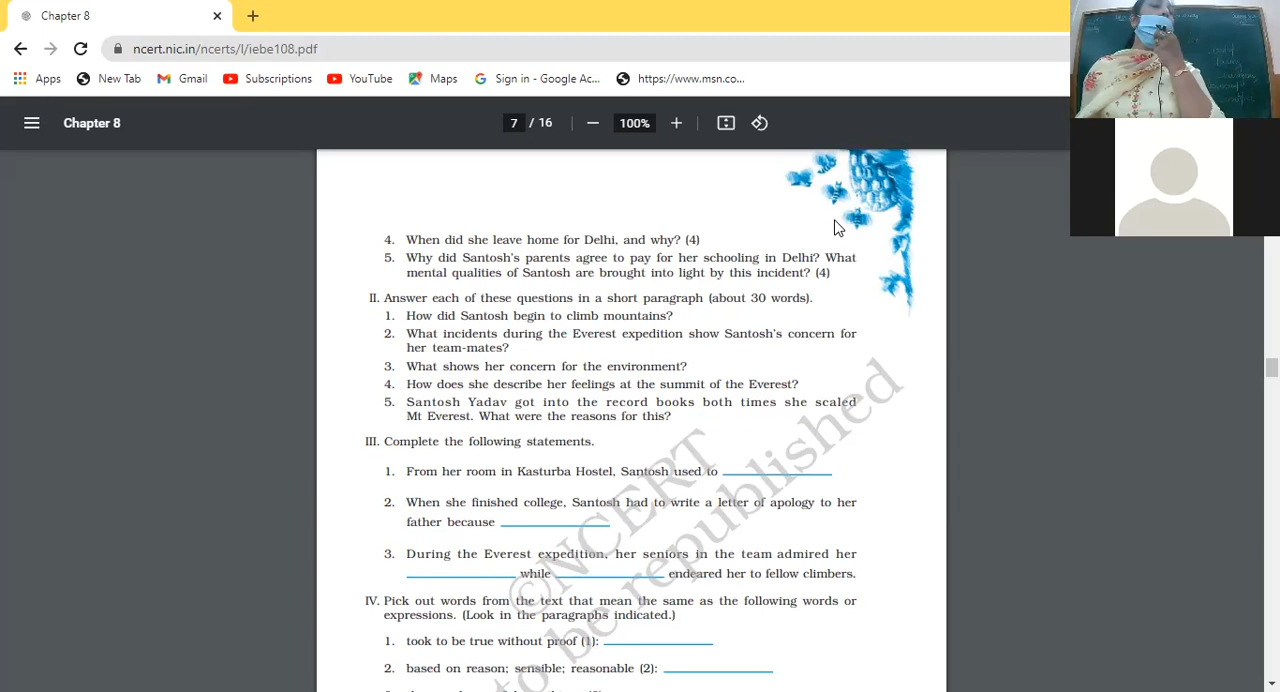 Chapter 8
ncert.nic.in/ncerts/l/iebe108.pdf
Apps
New Tab
Gmail
Subscriptions
YouTube
Maps
Sign in - Google Ac...
https://www.msn.co...
Chapter 8
7 / 16
100%
4. When did she leave home for Delhi, and why? (4)
5. Why did Santosh's parents agree to pay for her schooling in Delhi? What
mental qualities of Santosh are brought into light by this incident? (4)
II. Answer each of these questions in a short paragraph (about 30 words).
1. How did Santosh begin to climb mountains?
2. What incidents during the Everest expedition show Santosh's concern for
her team-mates?
3. What shows her concern for the environment?
4. How does she describe her feelings at the summit of the Everest?
5. Santosh Yadav got into the record books both times she scaled
Mt Everest. What were the reasons for this?
III. Complete the following statements.
1. From her room in Kasturba Hostel, Santosh used to
2. When she finished college, Santosh had to write a letter of apology to her
father because
3. During the Everest expedition, her seniors in the team admired her
while endeared her to fellow climbers.
IV. Pick out words from the text that mean the same as the following words or
expressions. (Look in the paragraphs indicated.)
1. took to be true without proof (1):
2. based on reason; sensible; reasonable (2):
©NCERT
to be republished